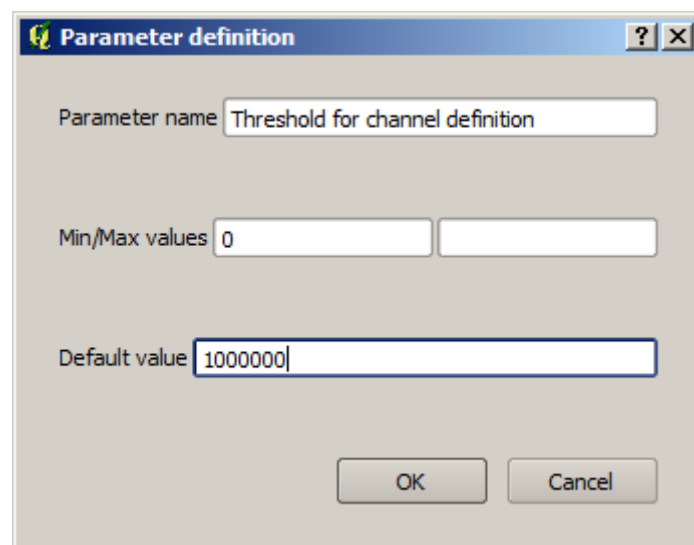 Parameter definition
Parameter name Threshold for channel definition
Min/Max values 0
Default value 1000000
OK Cancel